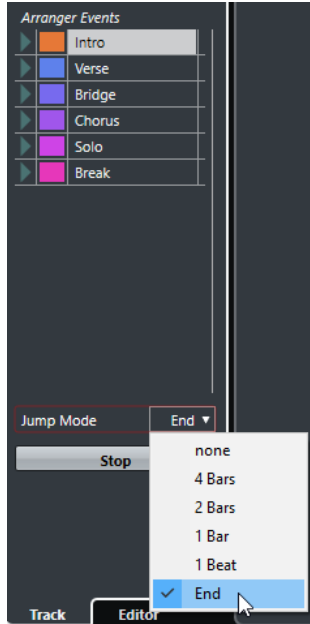 Arranger Events
Intro
Verse
Bridge
Chorus
Solo
Break
Jump Mode End
Stop
none
4 Bars
2 Bars
1 Bar
1 Beat
End
Track Editor